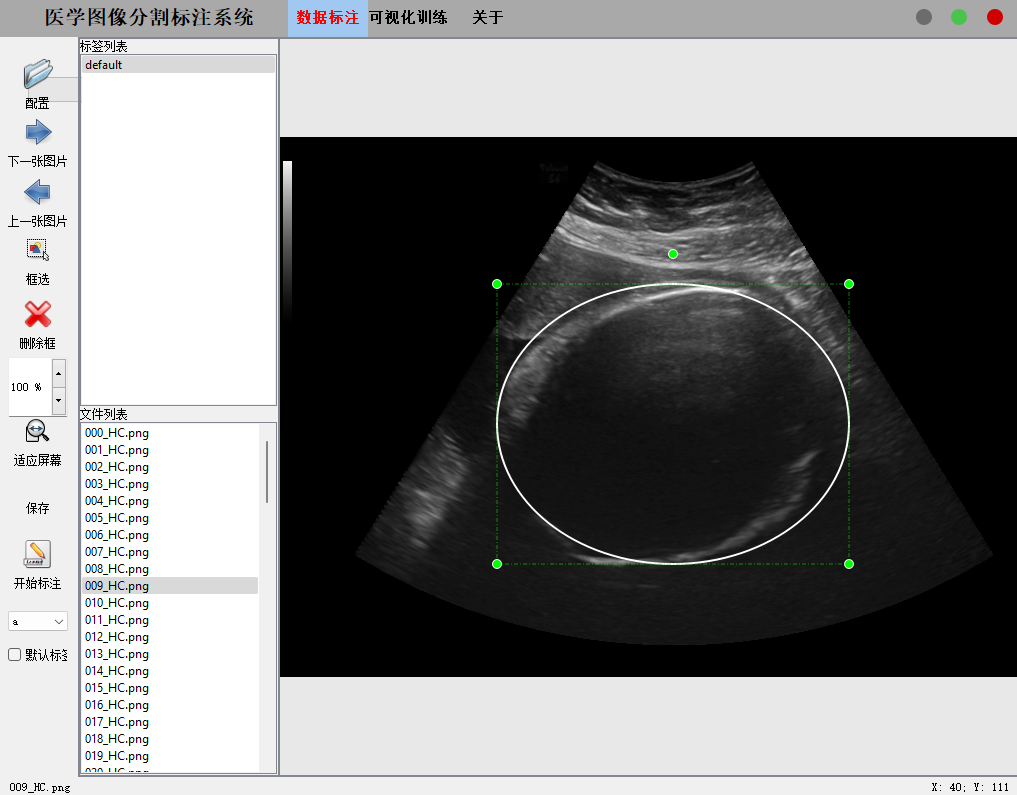 医学图像分割标注系统 数据标注 可视化训练 关于
标签列表
default
配置
下一张图片
上一张图片
框选
删除框
100 %
适应屏幕
保存
开始标注
a
默认标签
文件列表
000_HC.png
001_HC.png
002_HC.png
003_HC.png
004_HC.png
005_HC.png
006_HC.png
007_HC.png
008_HC.png
009_HC.png
010_HC.png
011_HC.png
012_HC.png
013_HC.png
014_HC.png
015_HC.png
016_HC.png
017_HC.png
018_HC.png
019_HC.png
020_HC.png
009_HC.png
X: 40; Y: 111